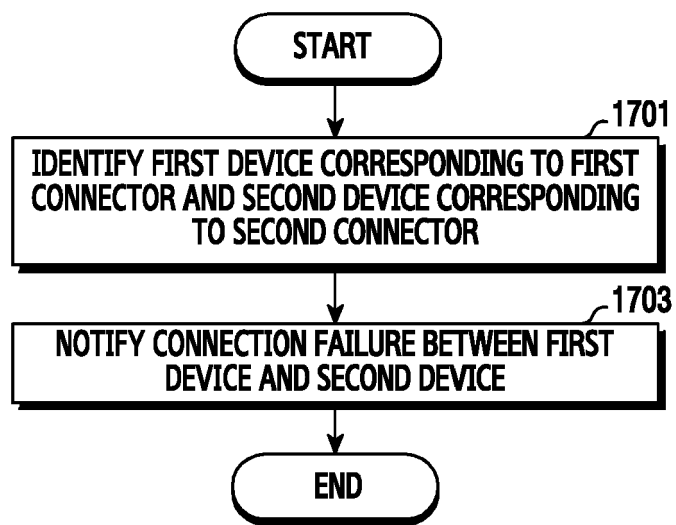 START
1701
IDENTIFY FIRST DEVICE CORRESPONDING TO FIRST
CONNECTOR AND SECOND DEVICE CORRESPONDING
TO SECOND CONNECTOR
1703
NOTIFY CONNECTION FAILURE BETWEEN FIRST
DEVICE AND SECOND DEVICE
END